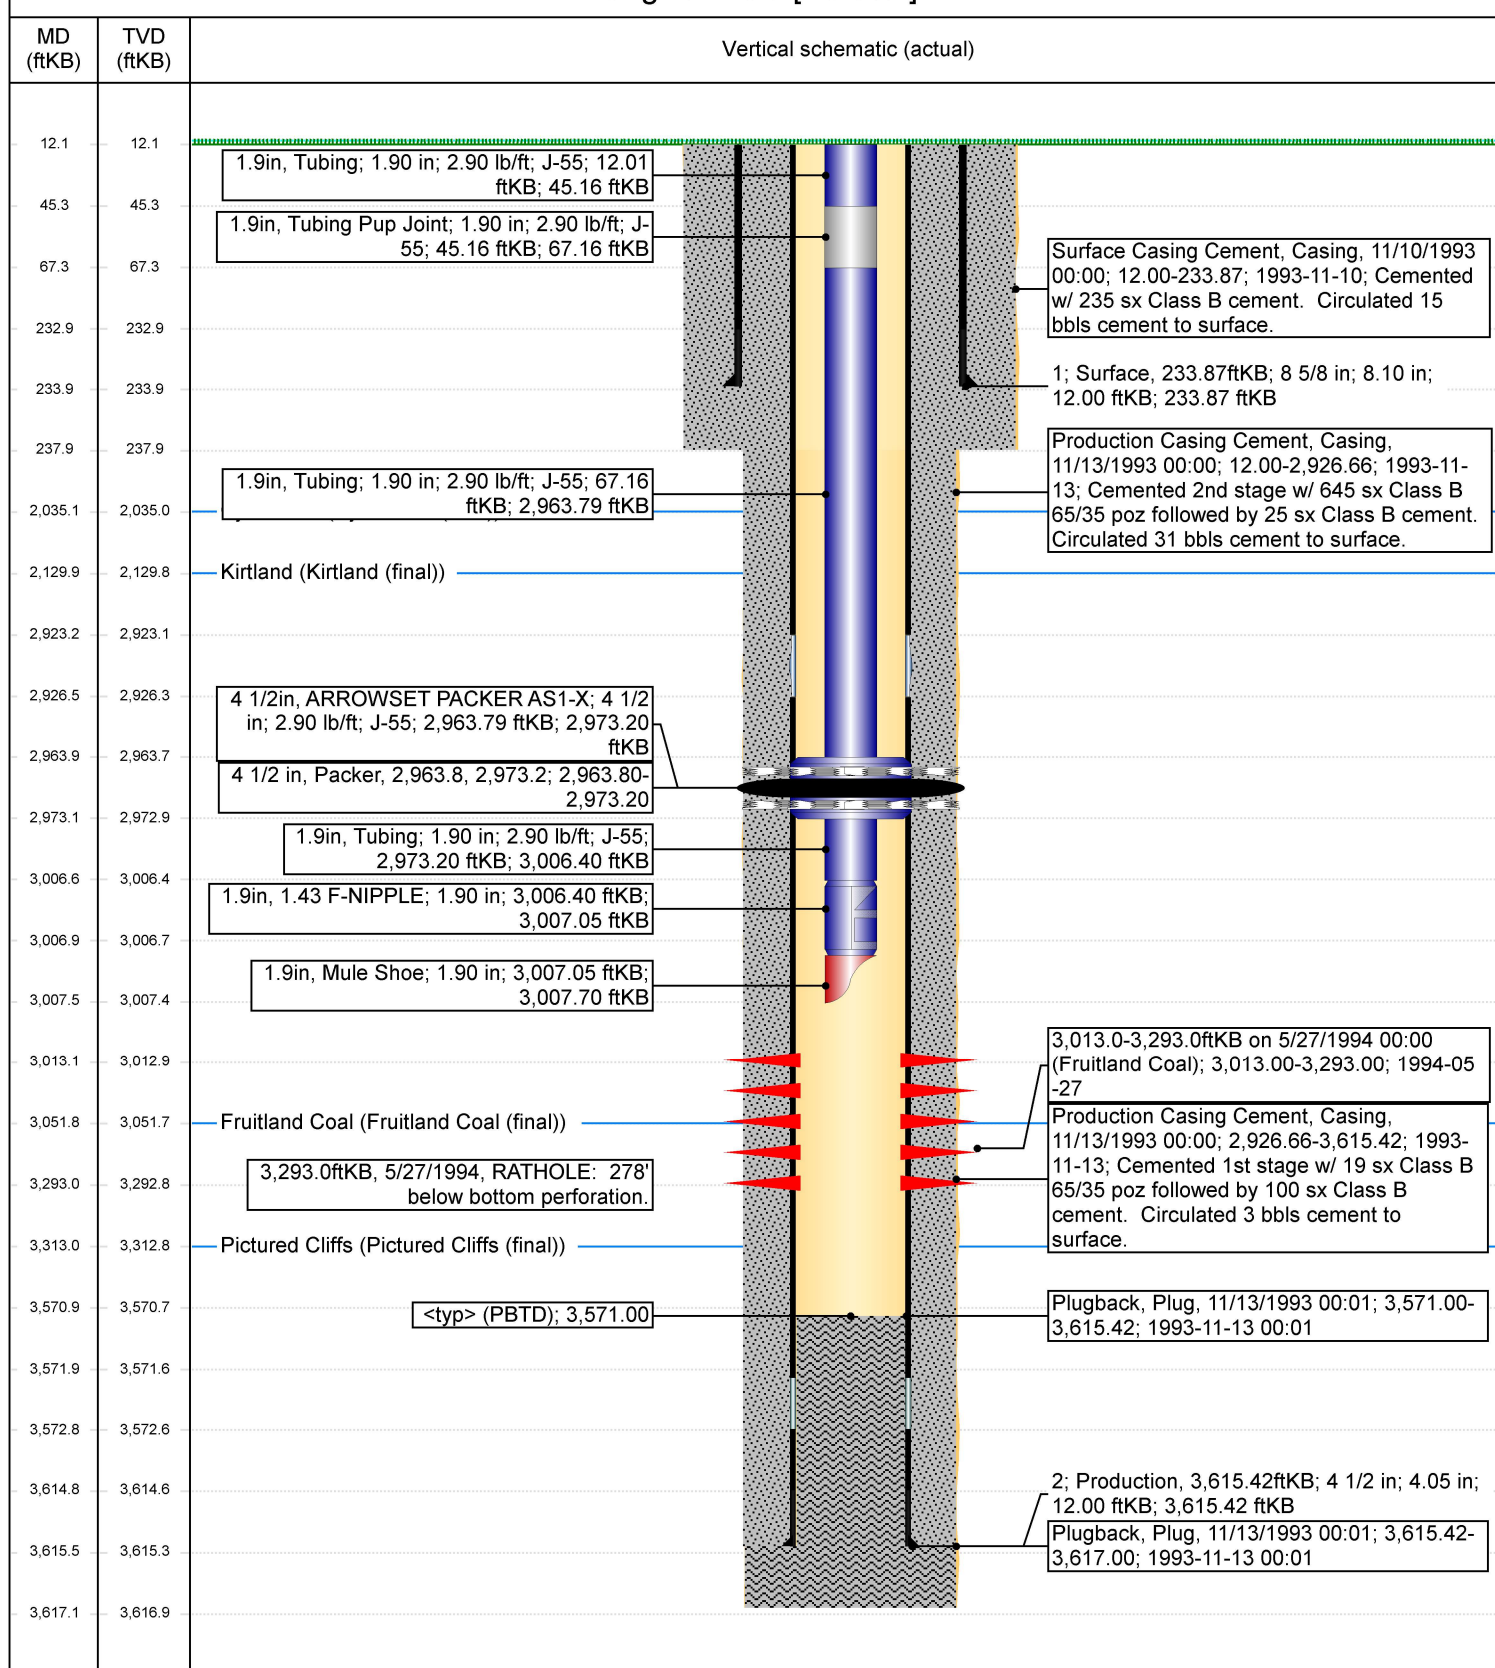 MD
(ftKB)
TVD
(ftKB)
Vertical schematic (actual)
12.1 12.1
45.3 45.3
67.3 67.3
232.9 232.9
233.9 233.9
237.9 237.9
2,035.1 2,035.0
2,129.9 2,129.8
2,923.2 2,923.1
2,926.5 2,926.3
2,963.9 2,963.7
2,973.1 2,972.9
3,006.6 3,006.4
3,006.9 3,006.7
3,007.5 3,007.4
3,013.1 3,012.9
3,051.8 3,051.7
3,293.0 3,292.8
3,313.0 3,312.8
3,570.9 3,570.7
3,571.9 3,571.6
3,572.8 3,572.6
3,614.8 3,614.6
3,615.5 3,615.3
3,617.1 3,616.9
1.9in, Tubing; 1.90 in; 2.90 lb/ft; J-55; 12.01
ftKB; 45.16 ftKB
1.9in, Tubing Pup Joint; 1.90 in; 2.90 lb/ft; J-
55; 45.16 ftKB; 67.16 ftKB
1.9in, Tubing; 1.90 in; 2.90 lb/ft; J-55; 67.16
ftKB; 2,963.79 ftKB
Kirtland (Kirtland (final))
4 1/2in, ARROWSET PACKER AS1-X; 4 1/2
in; 2.90 lb/ft; J-55; 2,963.79 ftKB; 2,973.20
ftKB
4 1/2 in, Packer, 2,963.8, 2,973.2; 2,963.80-
2,973.20
1.9in, Tubing; 1.90 in; 2.90 lb/ft; J-55;
2,973.20 ftKB; 3,006.40 ftKB
1.9in, 1.43 F-NIPPLE; 1.90 in; 3,006.40 ftKB;
3,007.05 ftKB
1.9in, Mule Shoe; 1.90 in; 3,007.05 ftKB;
3,007.70 ftKB
Fruitland Coal (Fruitland Coal (final))
3,293.0ftKB, 5/27/1994, RATHOLE:  278'
below bottom perforation.
Pictured Cliffs (Pictured Cliffs (final))
<typ> (PBTD); 3,571.00
Surface Casing Cement, Casing, 11/10/1993
00:00; 12.00-233.87; 1993-11-10; Cemented
w/ 235 sx Class B cement.  Circulated 15
bbls cement to surface.
1; Surface, 233.87ftKB; 8 5/8 in; 8.10 in;
12.00 ftKB; 233.87 ftKB
Production Casing Cement, Casing,
11/13/1993 00:00; 12.00-2,926.66; 1993-11-
13; Cemented 2nd stage w/ 645 sx Class B
65/35 poz followed by 25 sx Class B cement.
Circulated 31 bbls cement to surface.
3,013.0-3,293.0ftKB on 5/27/1994 00:00
(Fruitland Coal); 3,013.00-3,293.00; 1994-05
-27
Production Casing Cement, Casing,
11/13/1993 00:00; 2,926.66-3,615.42; 1993-
11-13; Cemented 1st stage w/ 19 sx Class B
65/35 poz followed by 100 sx Class B
cement.  Circulated 3 bbls cement to
surface.
Plugback, Plug, 11/13/1993 00:01; 3,571.00-
3,615.42; 1993-11-13 00:01
2; Production, 3,615.42ftKB; 4 1/2 in; 4.05 in;
12.00 ftKB; 3,615.42 ftKB
Plugback, Plug, 11/13/1993 00:01; 3,615.42-
3,617.00; 1993-11-13 00:01